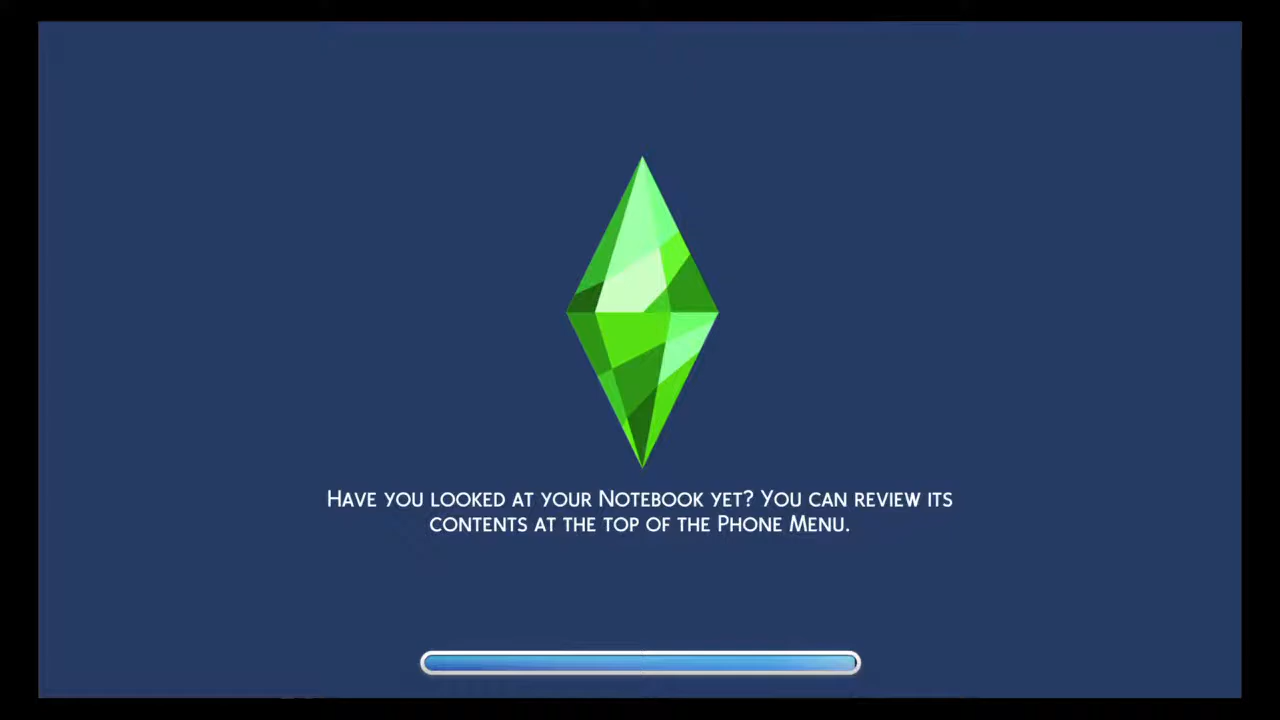 HAVE YOU LOOKED AT YOUR NOTEBOOK YET? YOU CAN REVIEW ITS
CONTENTS AT THE TOP OF THE PHONE MENU.